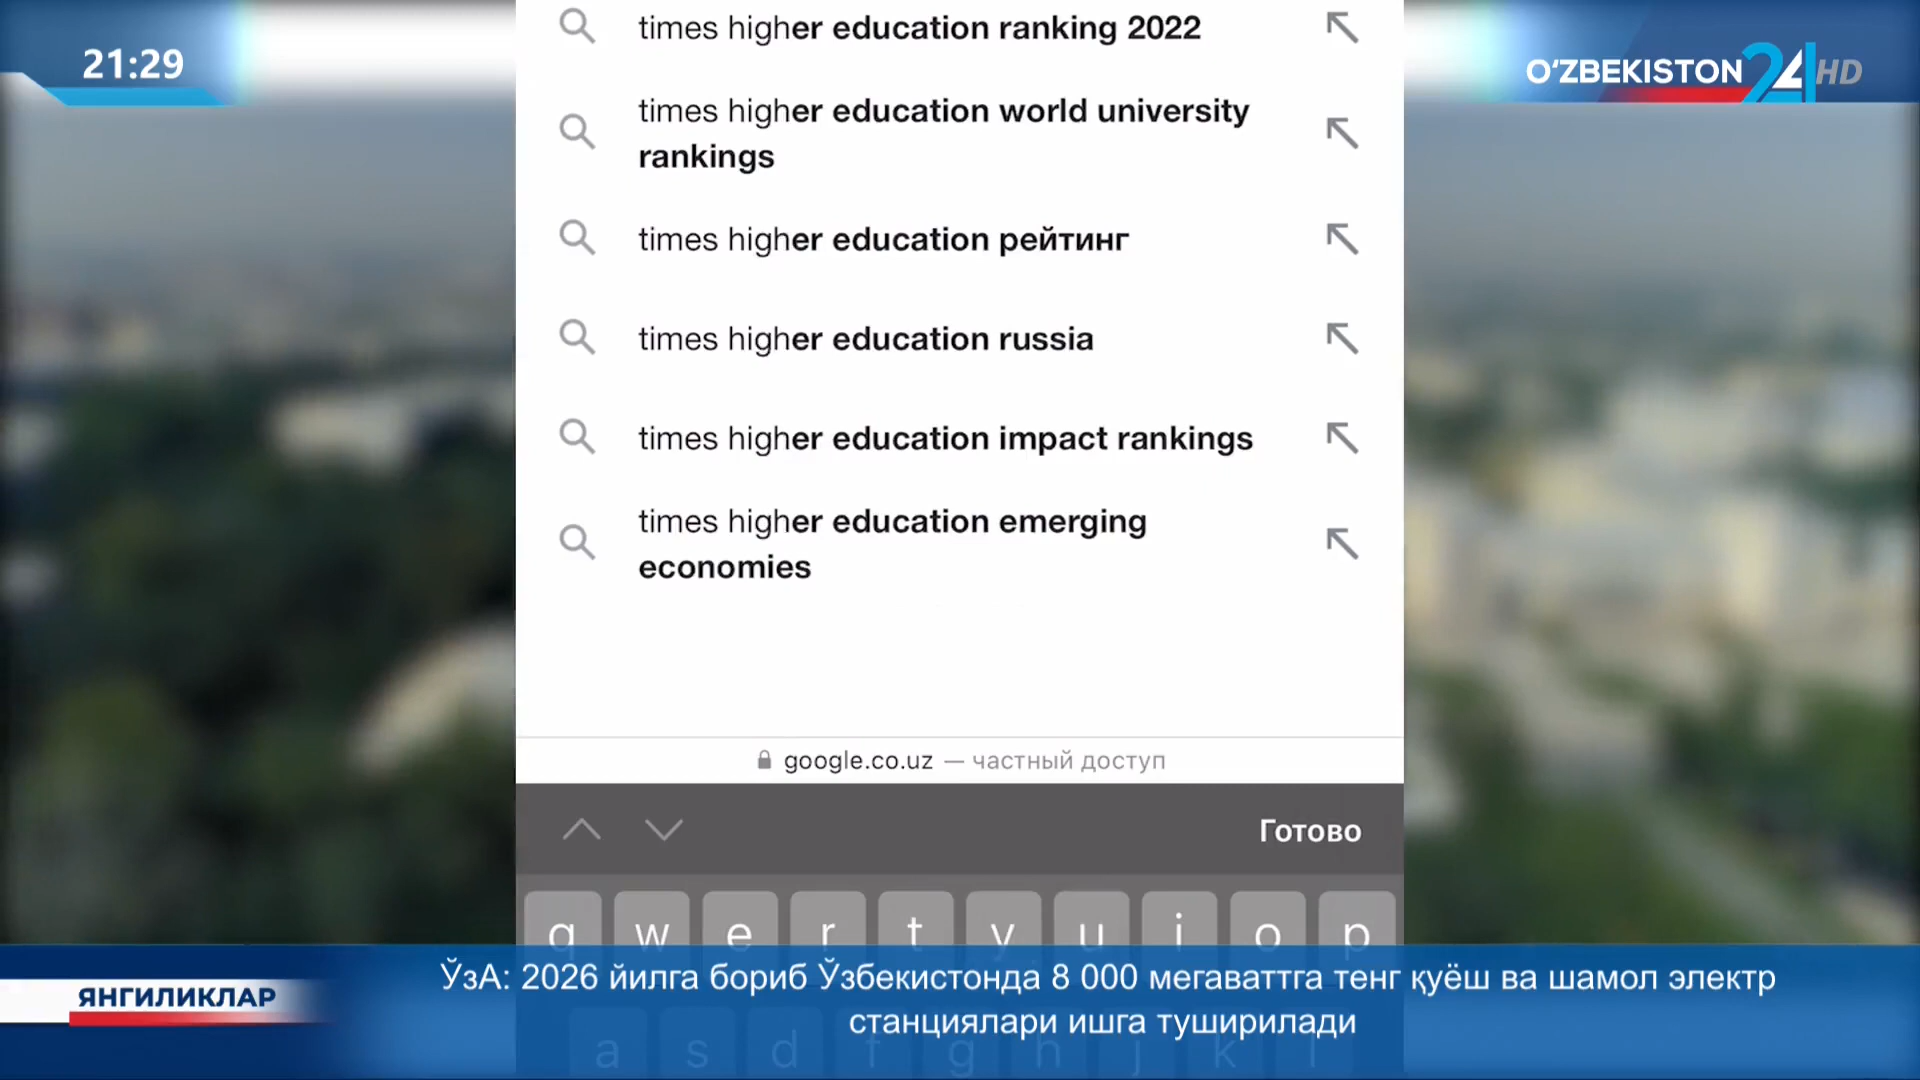 21:29
O‘ZBEKISTON 24 HD
times higher education ranking 2022
times higher education world university
rankings
times higher education рейтинг
times higher education russia
times higher education impact rankings
times higher education emerging
economies
google.co.uz — частный доступ
Готово
q w e r t y u i o p
a s d f g h j k l
ЯНГИЛИКЛАР
ЎзА: 2026 йилга бориб Ўзбекистонда 8 000 мегаваттга тенг қуёш ва шамол электр
станциялари ишга туширилади